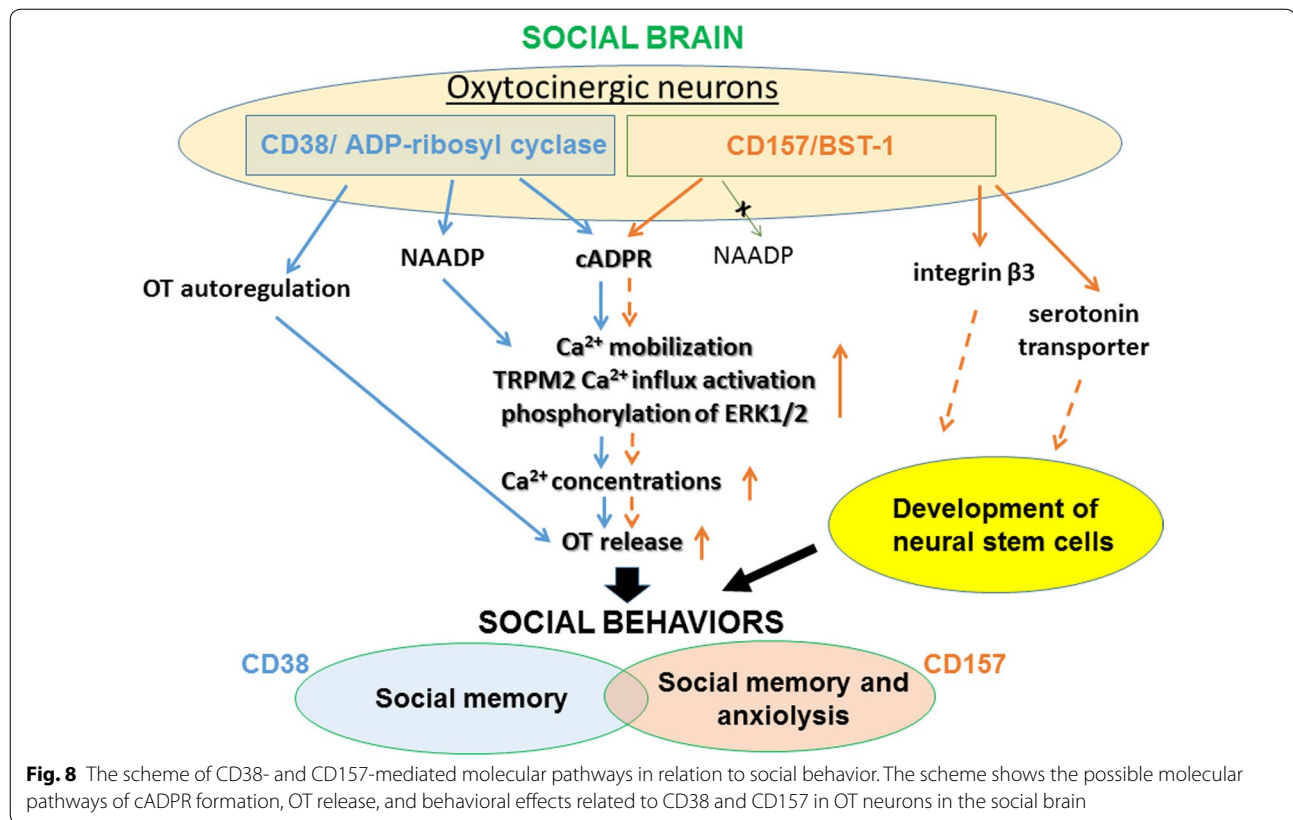 SOCIAL BRAIN
Oxytocinergic neurons
CD38/ ADP-ribosyl cyclase
CD157/BST-1
x
NAADP
cADPR
NAADP
OT autoregulation
integrin β3
serotonin
transporter
Ca²⁺ mobilization
TRPM2 Ca²⁺ influx activation
phosphorylation of ERK1/2
Ca²⁺ concentrations
OT release
Development of
neural stem cells
SOCIAL BEHAVIORS
CD38
CD157
Social memory
Social memory and
anxiolysis
Fig. 8 The scheme of CD38- and CD157-mediated molecular pathways in relation to social behavior. The scheme shows the possible molecular
pathways of cADPR formation, OT release, and behavioral effects related to CD38 and CD157 in OT neurons in the social brain